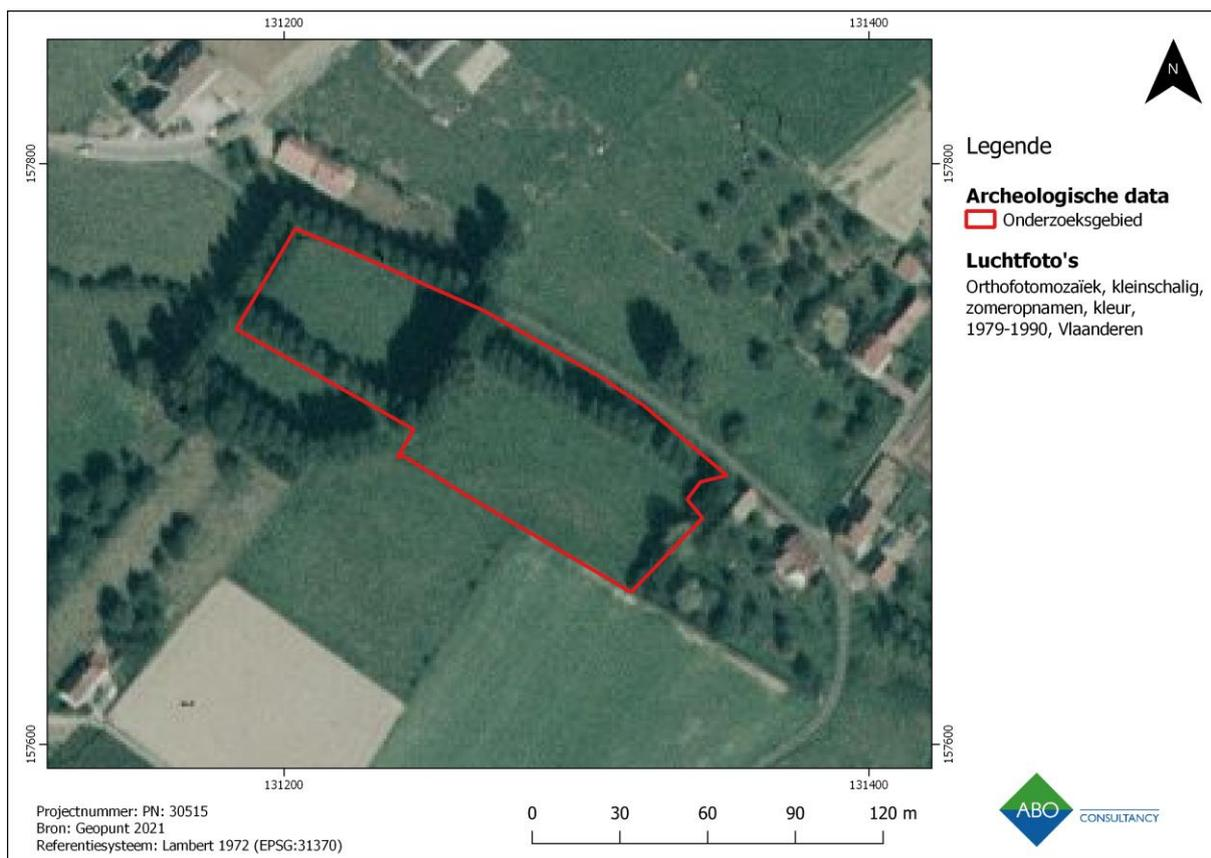 131200
131400
N
157800
157800
Legende
Archeologische data
Onderzoeksgebied
Luchtfoto's
Orthofotomozaïek, kleinschalig,
zomeropnamen, kleur,
1979-1990, Vlaanderen
157600
157600
131200
131400
Projectnummer: PN: 30515
Bron: Geopunt 2021
Referentiesysteem: Lambert 1972 (EPSG:31370)
0 30 60 90 120 m
ABO
CONSULTANCY